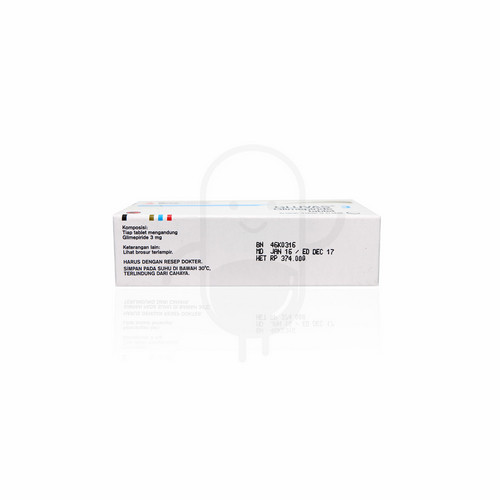 Komposisi:
Tiap tablet mengandung
Glimepiride 3 mg
Keterangan lain:
Lihat brosur terlampir.
HARUS DENGAN RESEP DOKTER.
SIMPAN PADA SUHU DI BAWAH 30°C.
TERLINDUNG DARI CAHAYA.
BN 46K0316
MD JAN 16 / ED DEC 17
HET RP 374.000